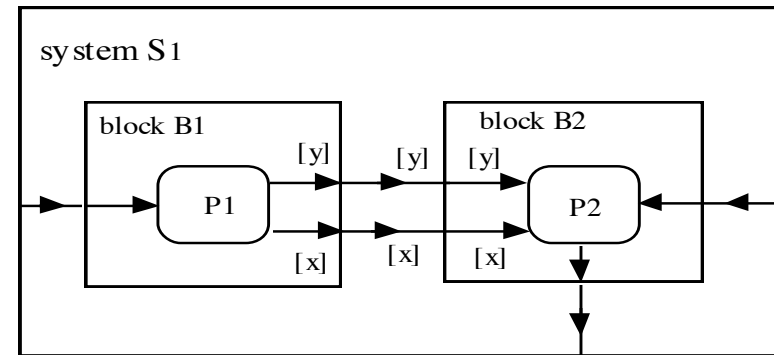 system S1
block B1
block B2
[y] [y] [y]
P1
P2
[x] [x] [x]